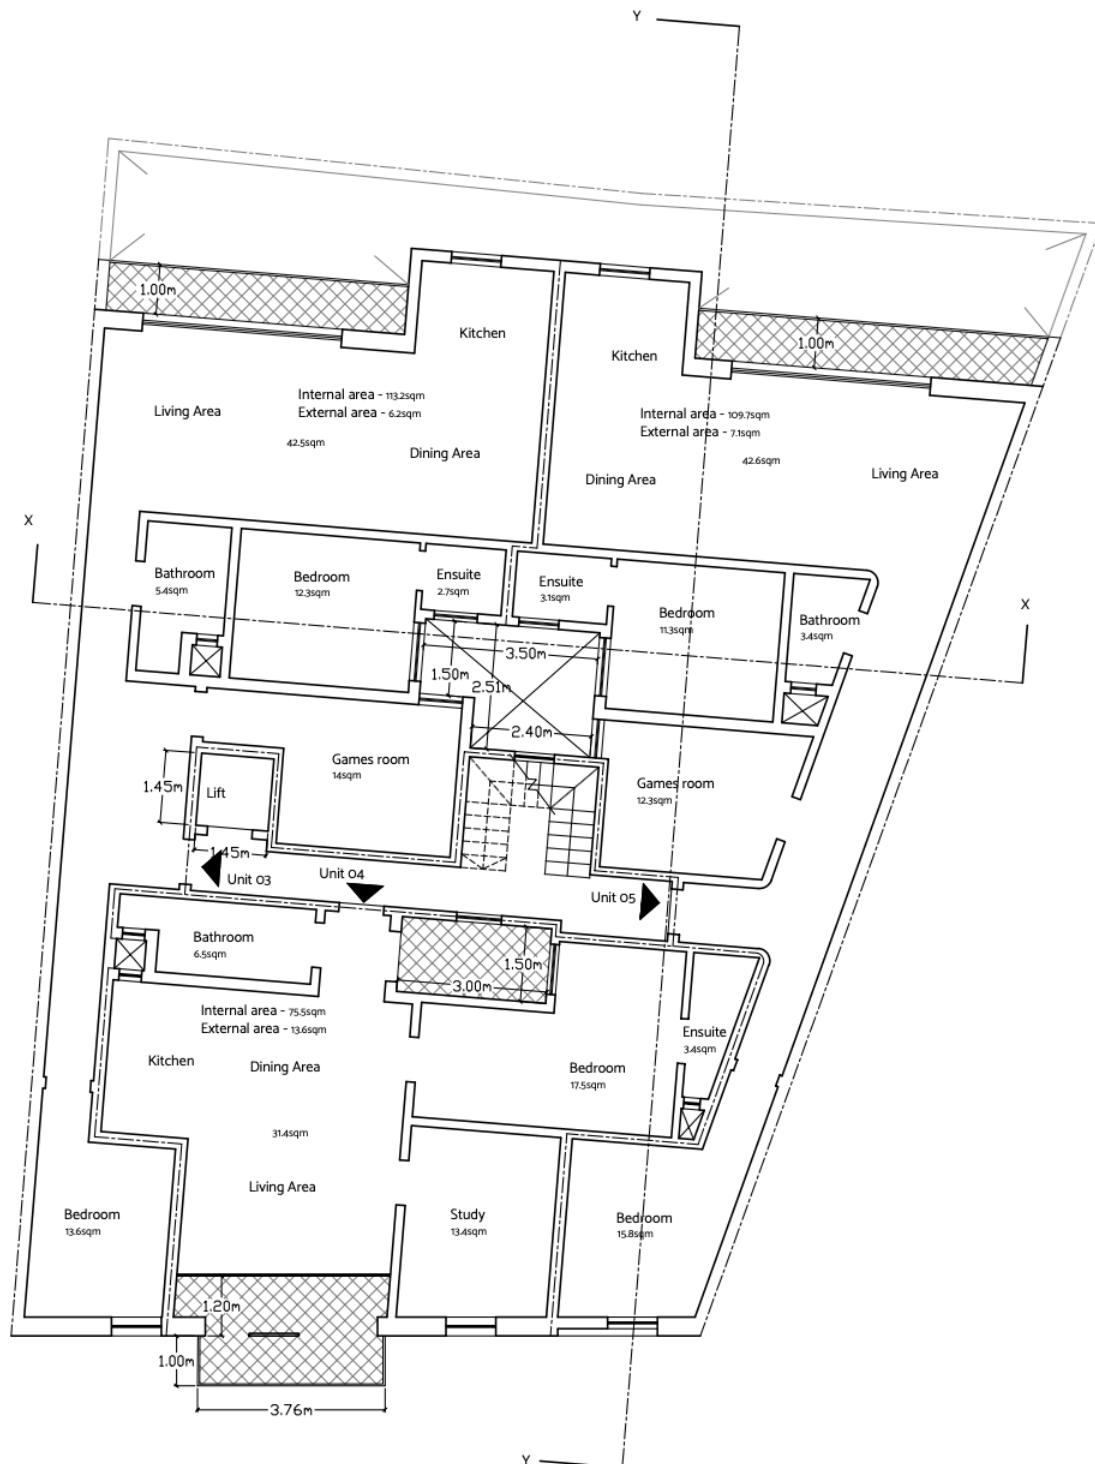 Y
1.00m
Kitchen
Kitchen
1.00m
Internal area - 113.2sqm
External area - 6.2sqm
Living Area
42.5sqm
Dining Area
Internal area - 109.7sqm
External area - 7.1sqm
42.6sqm
Dining Area
Living Area
X
Bathroom
5.4sqm
Bedroom
12.3sqm
Ensuite
2.7sqm
Ensuite
3.1sqm
Bedroom
11.3sqm
Bathroom
3.4sqm
X
3.50m
1.50m
2.51m
2.40m
Games room
14sqm
Games room
12.3sqm
1.45m
Lift
1.45m
Unit 03
Unit 04
Unit 05
Bathroom
6.5sqm
1.50m
3.00m
Internal area - 75.5sqm
External area - 13.6sqm
Kitchen
Dining Area
Ensuite
3.4sqm
Bedroom
17.5sqm
31.4sqm
Living Area
Bedroom
13.6sqm
Study
13.4sqm
Bedroom
15.8sqm
1.20m
1.00m
3.76m
Y